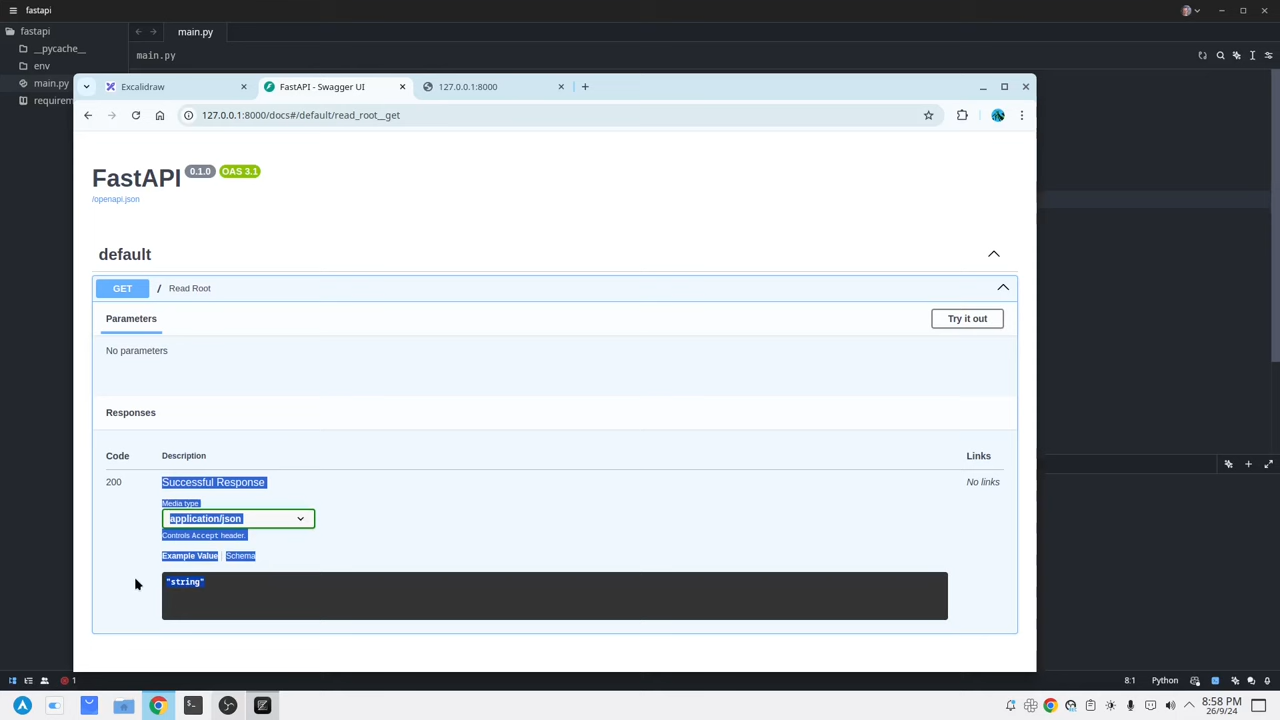 fastapi
fastapi
main.py
__pycache__
main.py
env
main.py
Excalidraw
FastAPI - Swagger UI
127.0.0.1:8000
127.0.0.1:8000/docs#/default/read_root__get
FastAPI 0.1.0 OAS 3.1
/openapi.json
default
GET / Read Root
Parameters
Try it out
No parameters
Responses
Code Description Links
200 Successful Response No links
Media type
application/json
Controls Accept header.
Example Value Schema
"string"
1
8:1 Python
8:58 PM
26/9/24